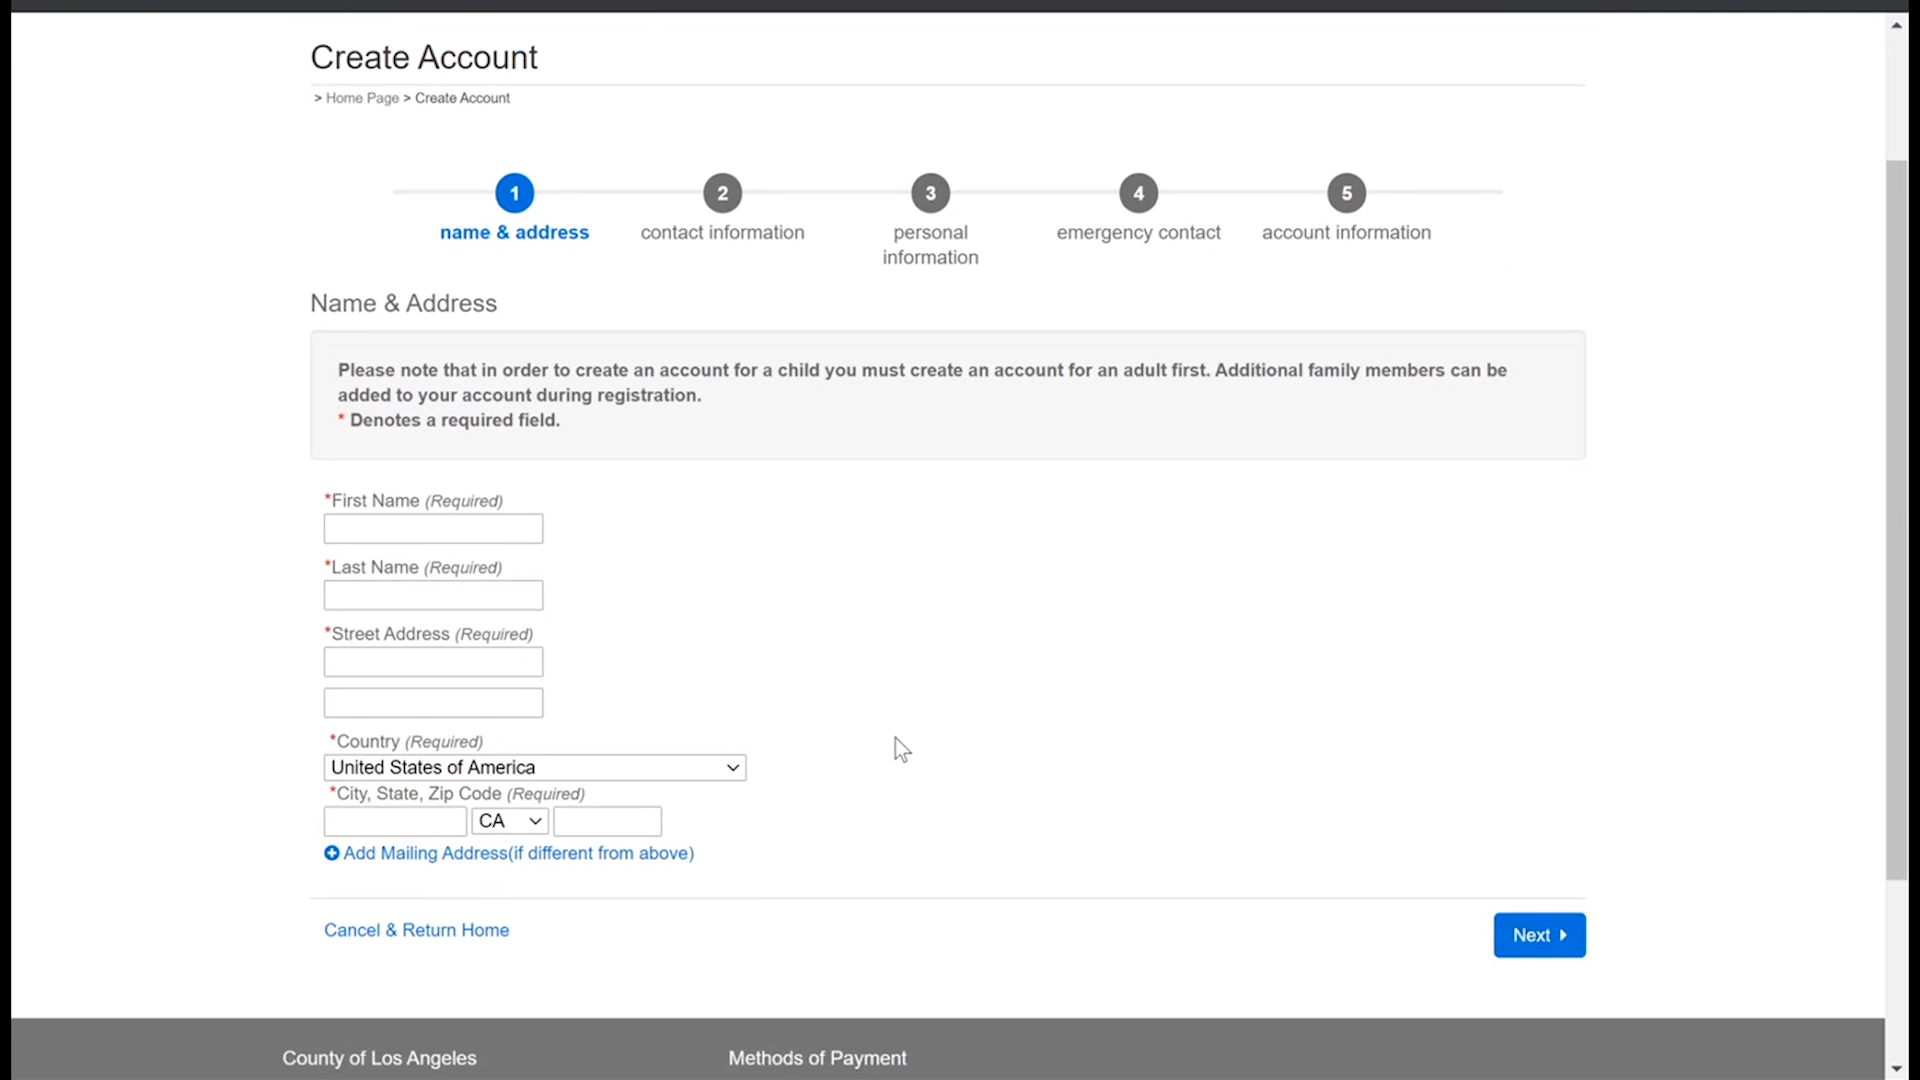 Create Account
> Home Page > Create Account
1
2
3
4
5
name & address
contact information
personal
information
emergency contact
account information
Name & Address
Please note that in order to create an account for a child you must create an account for an adult first. Additional family members can be
added to your account during registration.
* Denotes a required field.
*First Name (Required)
*Last Name (Required)
*Street Address (Required)
*Country (Required)
United States of America
*City, State, Zip Code (Required)
CA
Add Mailing Address(if different from above)
Cancel & Return Home
Next
County of Los Angeles
Methods of Payment